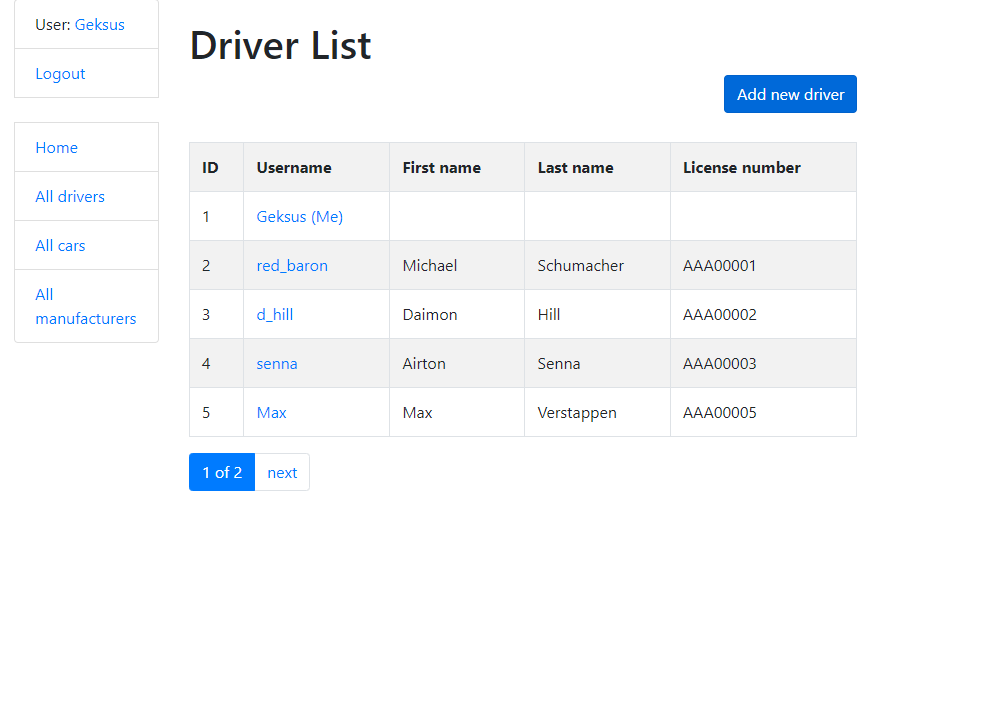 User: Geksus
Logout
Home
All drivers
All cars
All
manufacturers
Driver List
Add new driver
ID Username First name Last name License number
1 Geksus (Me)
2 red_baron Michael Schumacher AAA00001
3 d_hill Daimon Hill AAA00002
4 senna Airton Senna AAA00003
5 Max Max Verstappen AAA00005
1 of 2 next